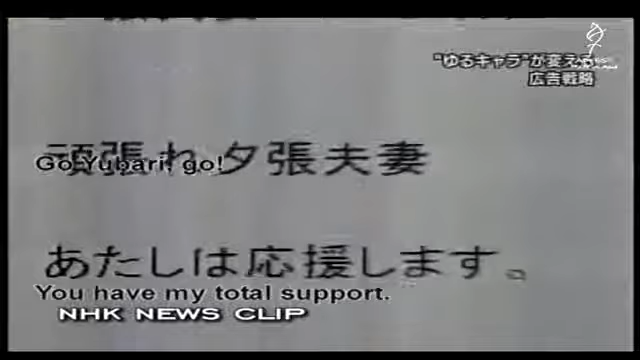 "ゆるキャラ"が変える
広告戦略
頑張れ夕張夫妻
Go Yubari, go!
あたしは応援します。
You have my total support.
NHK NEWS CLIP